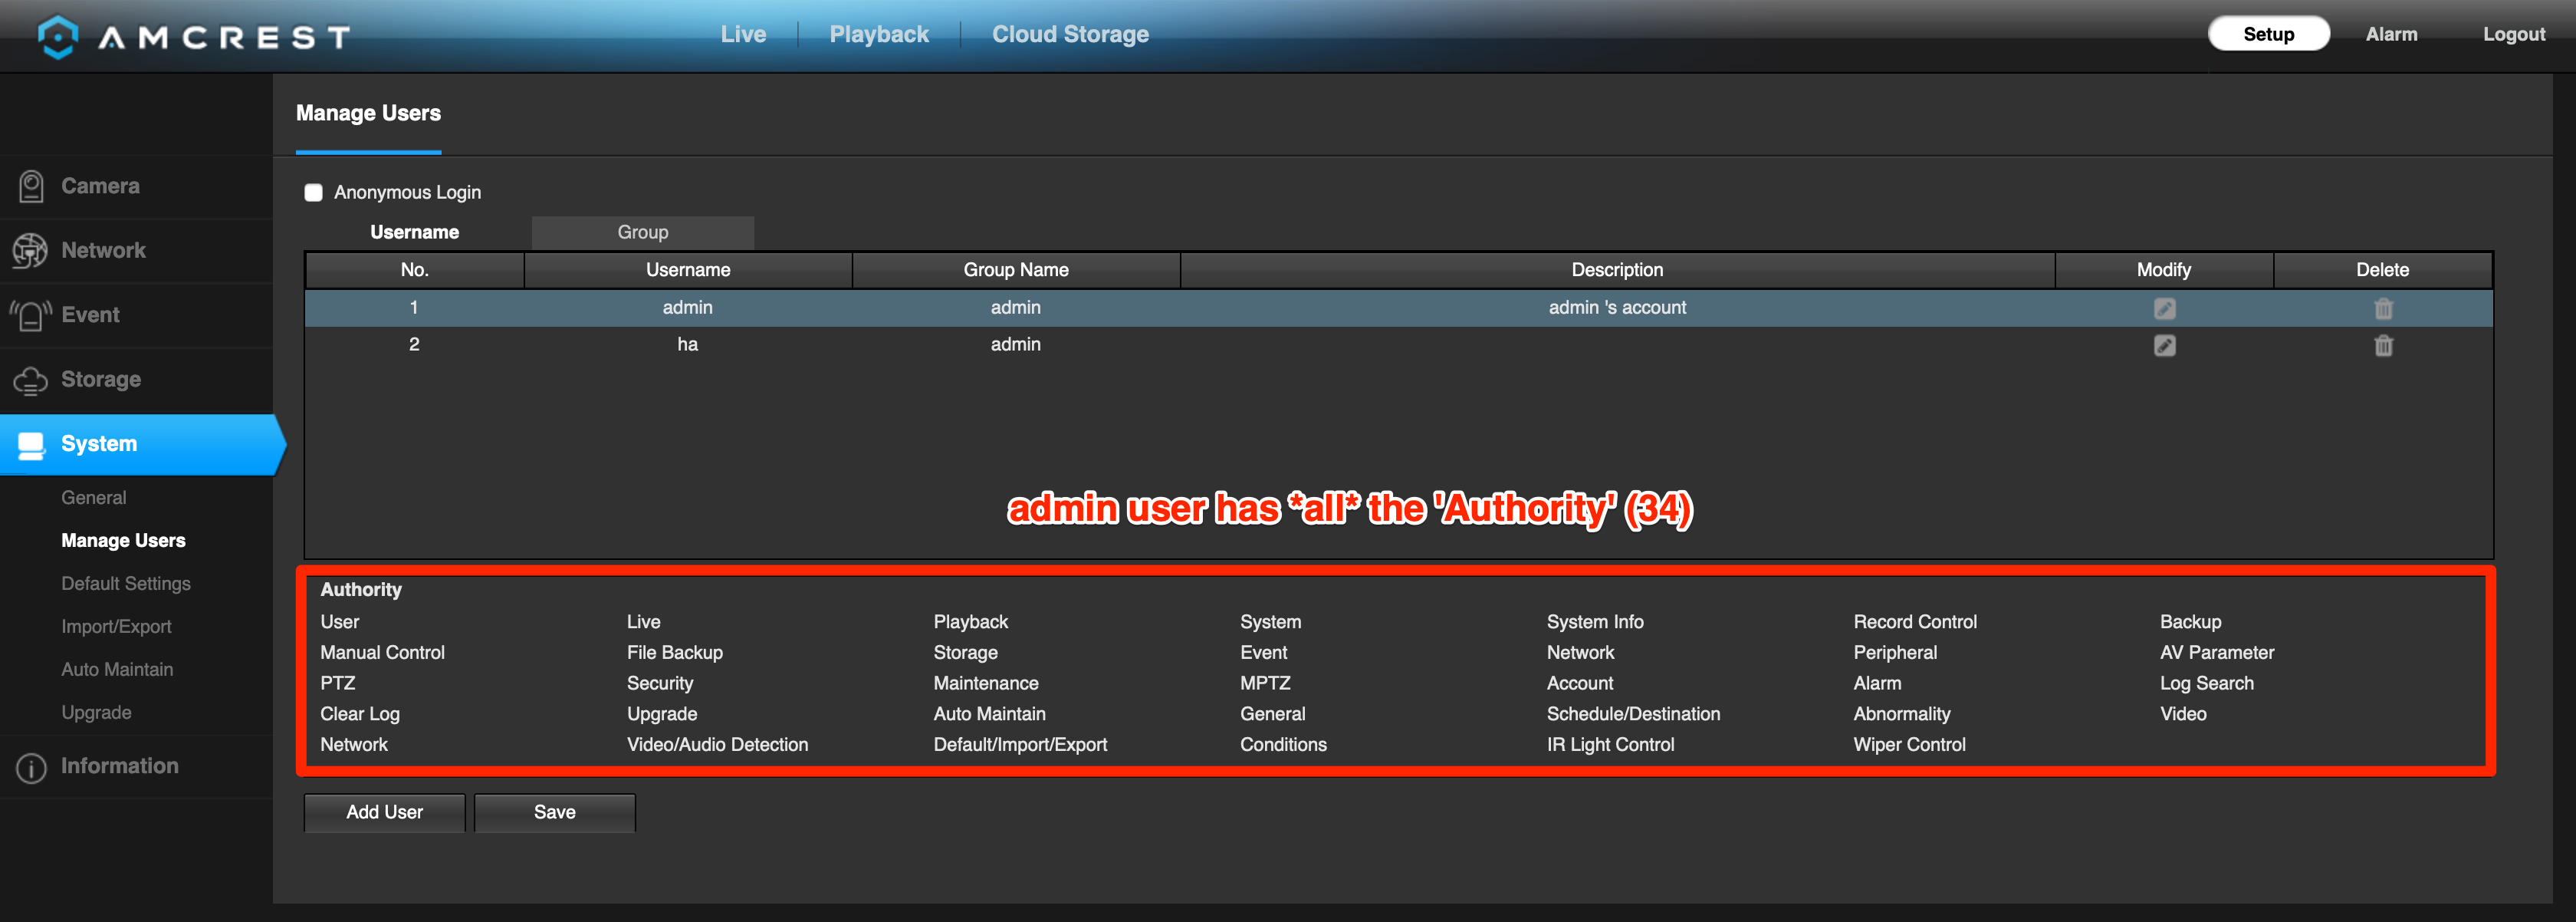 AMCREST
Live
Playback
Cloud Storage
Setup
Alarm
Logout
Manage Users
Camera
Network
Event
Storage
System
General
Manage Users
Default Settings
Import/Export
Auto Maintain
Upgrade
Information
Anonymous Login
Username Group
No. Username Group Name Description Modify Delete
1 admin admin admin 's account
2 ha admin
admin user has *all* the 'Authority' (34)
Authority
User Live Playback System System Info Record Control Backup
Manual Control File Backup Storage Event Network Peripheral AV Parameter
PTZ Security Maintenance MPTZ Account Alarm Log Search
Clear Log Upgrade Auto Maintain General Schedule/Destination Abnormality Video
Network Video/Audio Detection Default/Import/Export Conditions IR Light Control Wiper Control
Add User Save